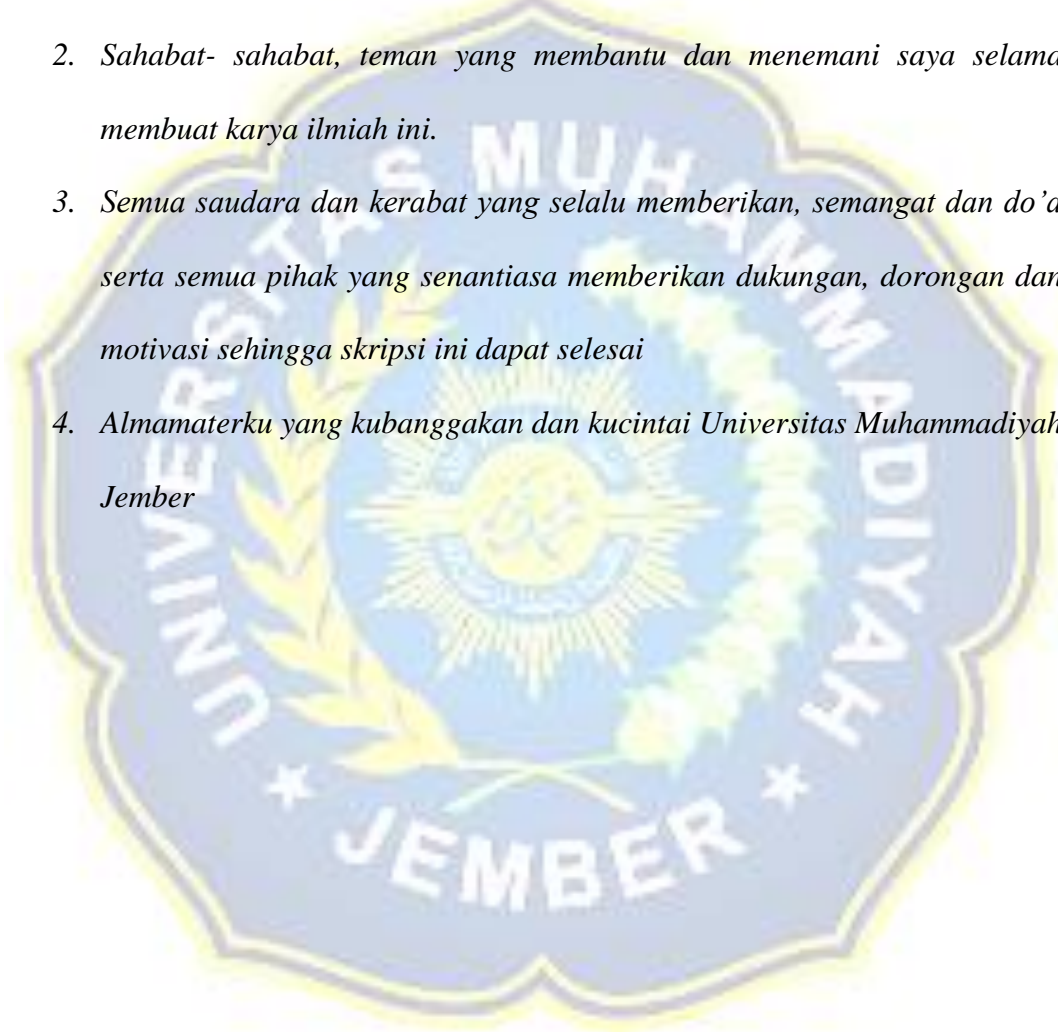 2. Sahabat- sahabat, teman yang membantu dan menemani saya selama
membuat karya ilmiah ini.
3. Semua saudara dan kerabat yang selalu memberikan, semangat dan do’a
serta semua pihak yang senantiasa memberikan dukungan, dorongan dan
motivasi sehingga skripsi ini dapat selesai
4. Almamaterku yang kubanggakan dan kucintai Universitas Muhammadiyah
Jember
UNIVERSITAS MUHAMMADIYAH
JEMBER